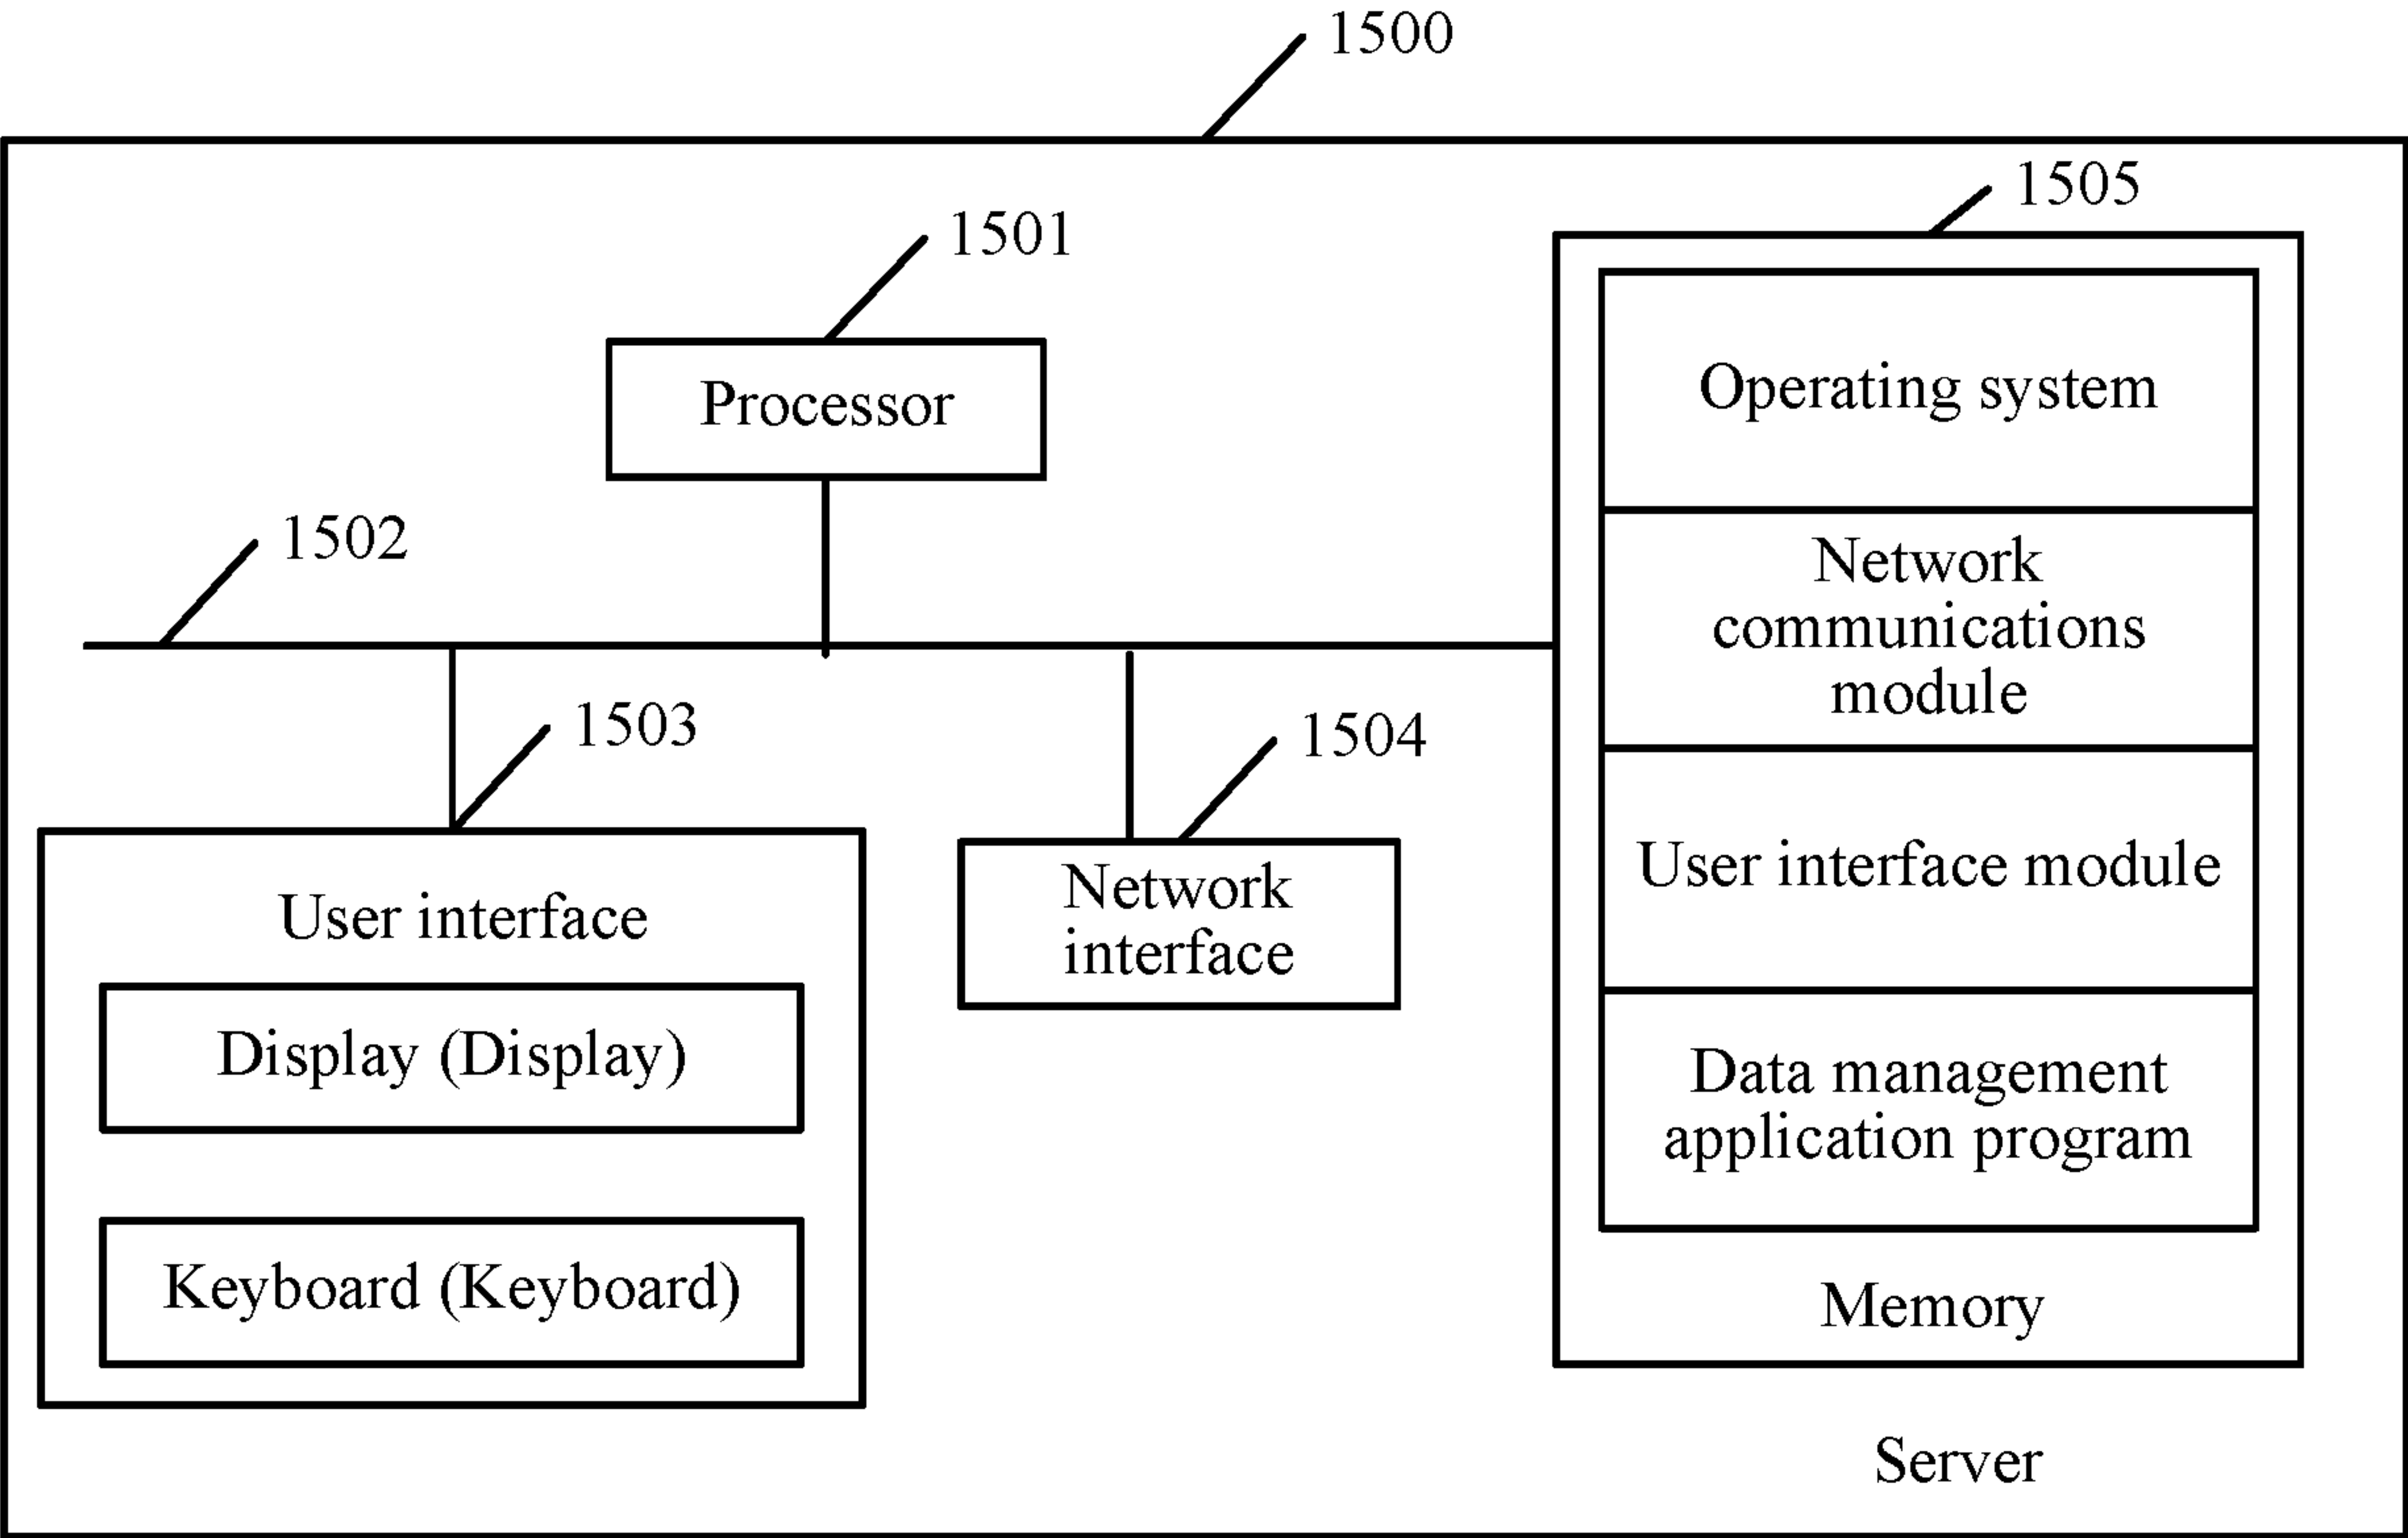 1500
1505
1501
Processor
Operating system
1502
Network
communications
module
1503
1504
User interface module
User interface
Network
interface
Display (Display)
Data management
application program
Keyboard (Keyboard)
Memory
Server